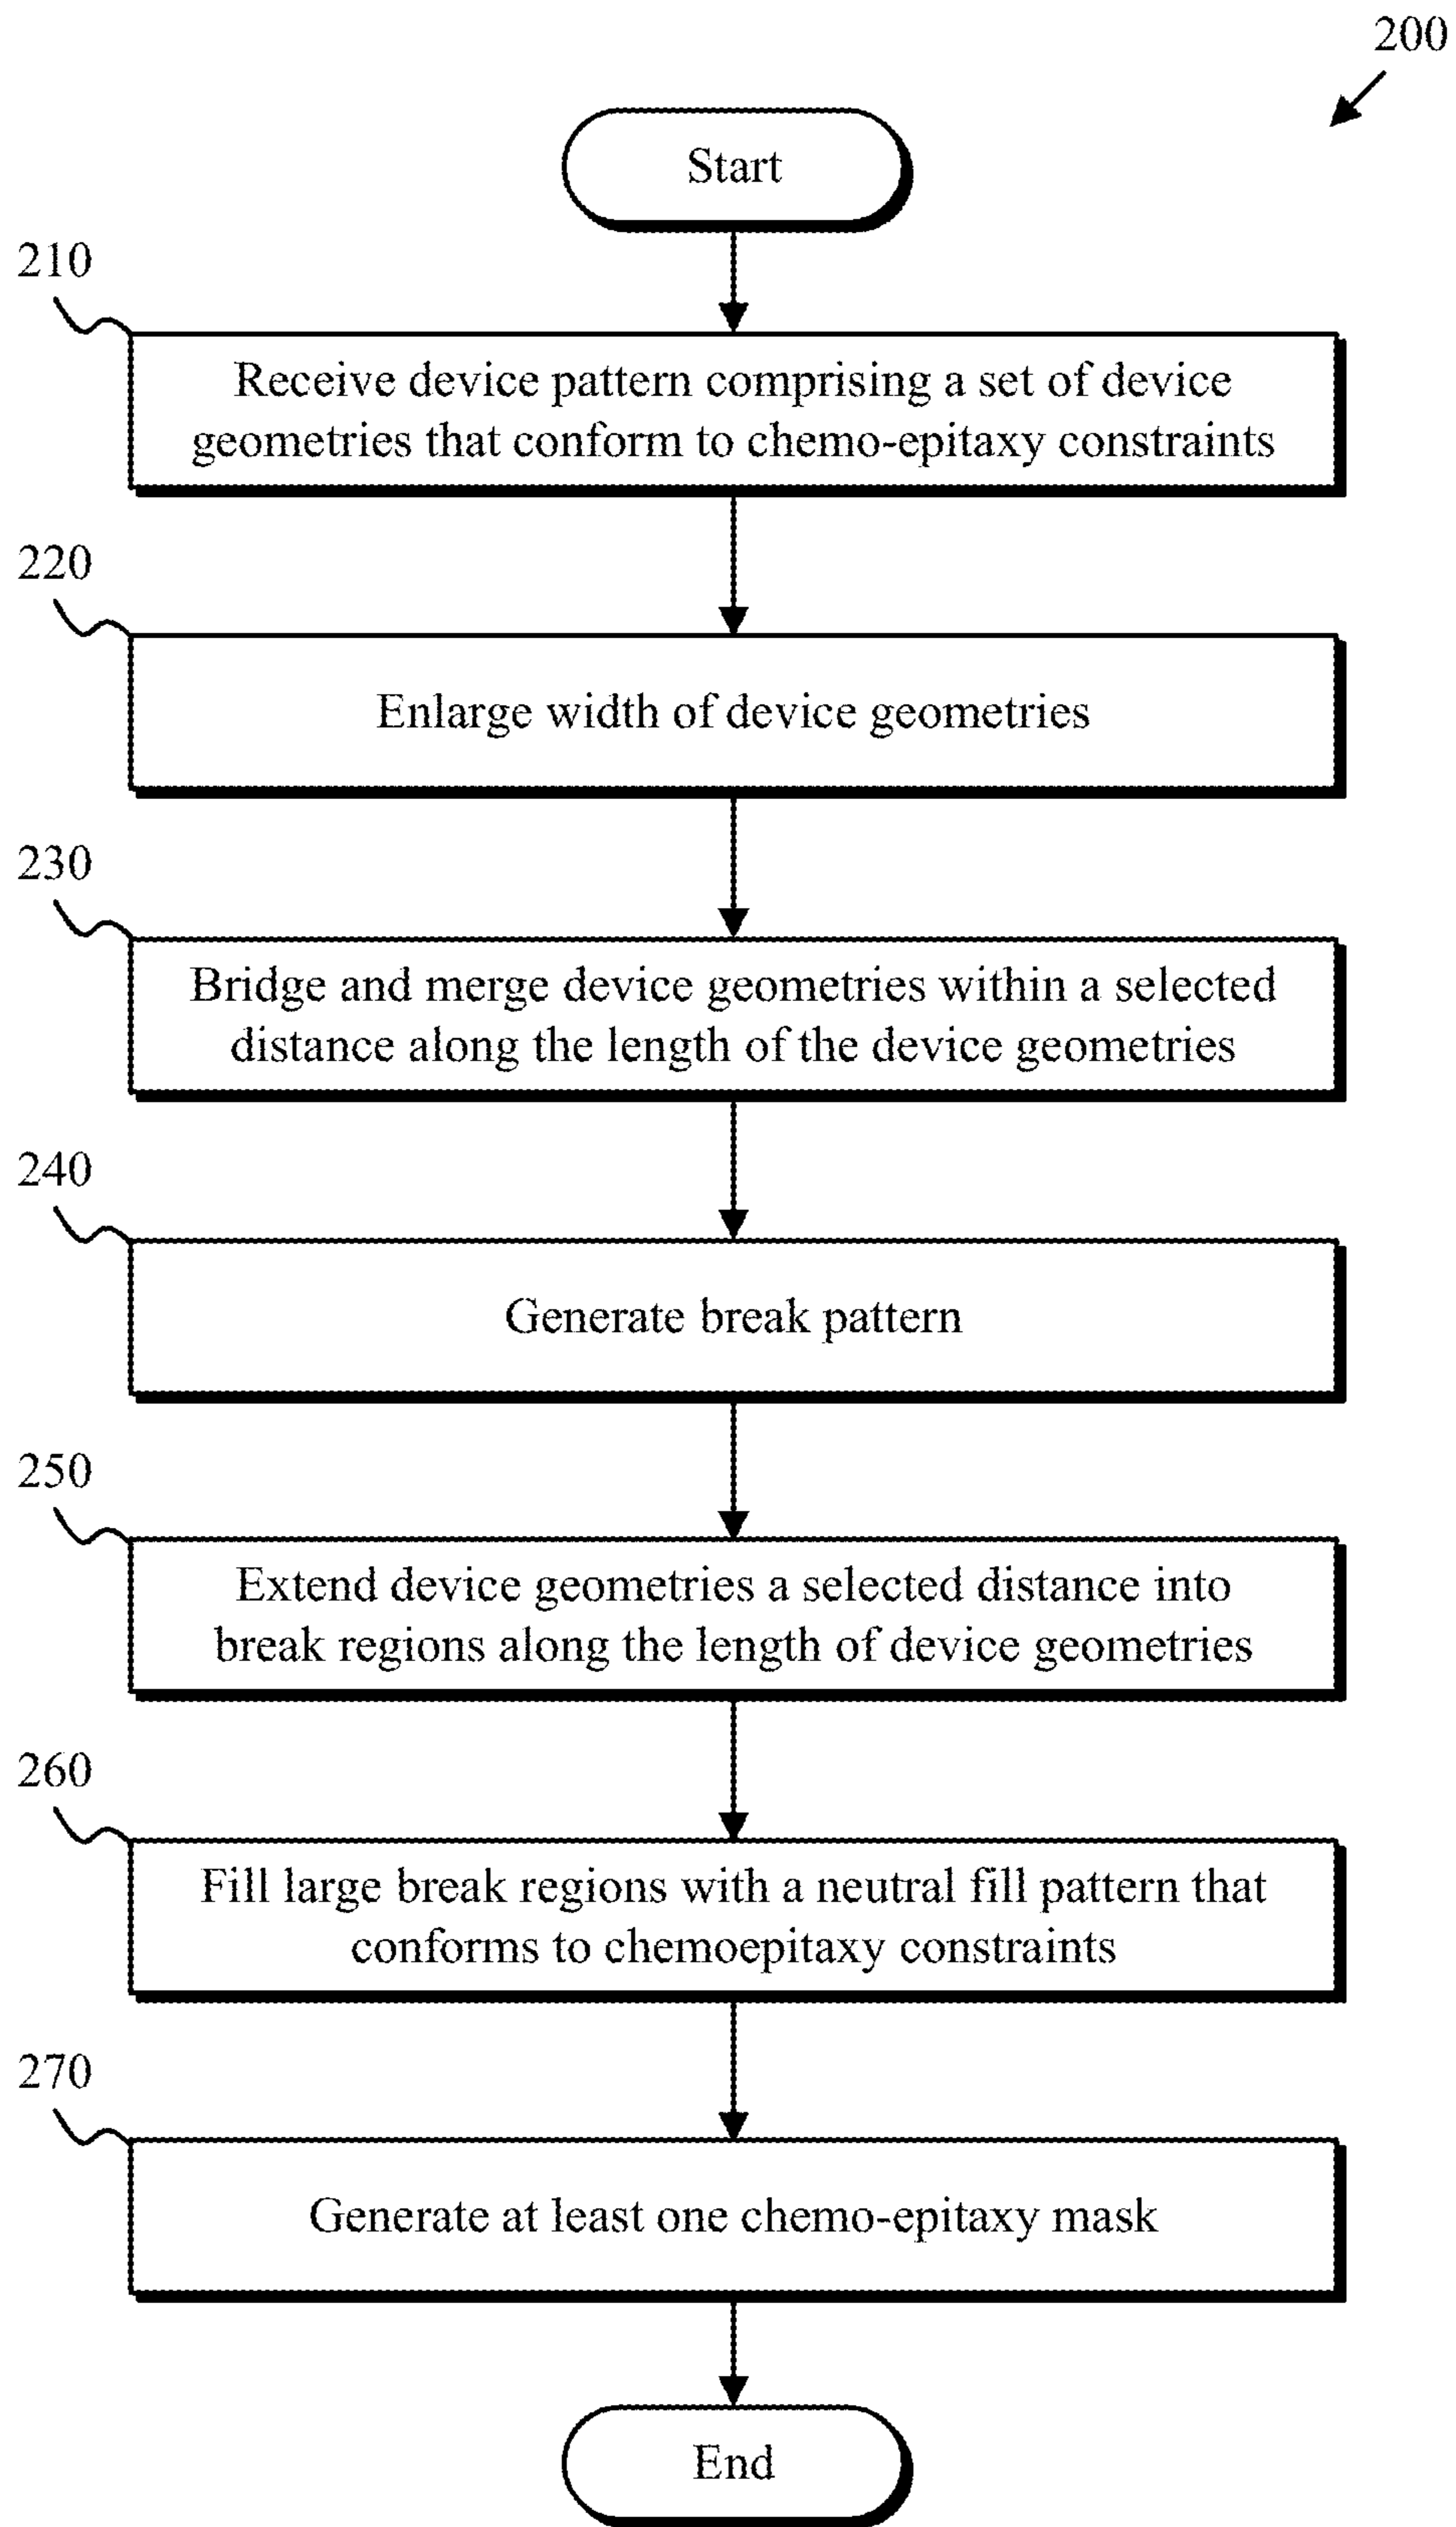 200
Start
210
Receive device pattern comprising a set of device
geometries that conform to chemo-epitaxy constraints
220
Enlarge width of device geometries
230
Bridge and merge device geometries within a selected
distance along the length of the device geometries
240
Generate break pattern
250
Extend device geometries a selected distance into
break regions along the length of device geometries
260
Fill large break regions with a neutral fill pattern that
conforms to chemoepitaxy constraints
270
Generate at least one chemo-epitaxy mask
End